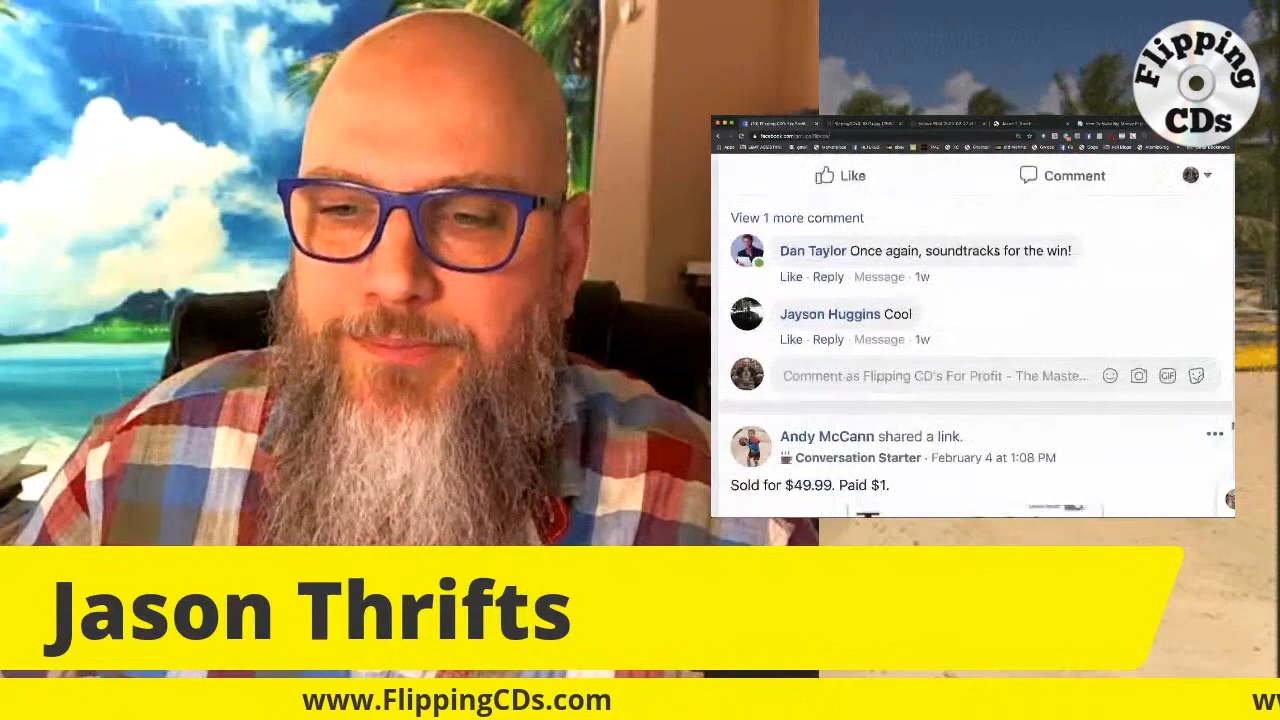 Flipping
CDs
Like
Comment
View 1 more comment
Dan Taylor Once again, soundtracks for the win!
Like · Reply · Message · 1w
Jayson Huggins Cool
Like · Reply · Message · 1w
Comment as Flipping CD's For Profit - The Maste...
GIF
Andy McCann shared a link.
Conversation Starter · February 4 at 1:08 PM
Sold for $49.99. Paid $1.
Jason Thrifts
www.FlippingCDs.com